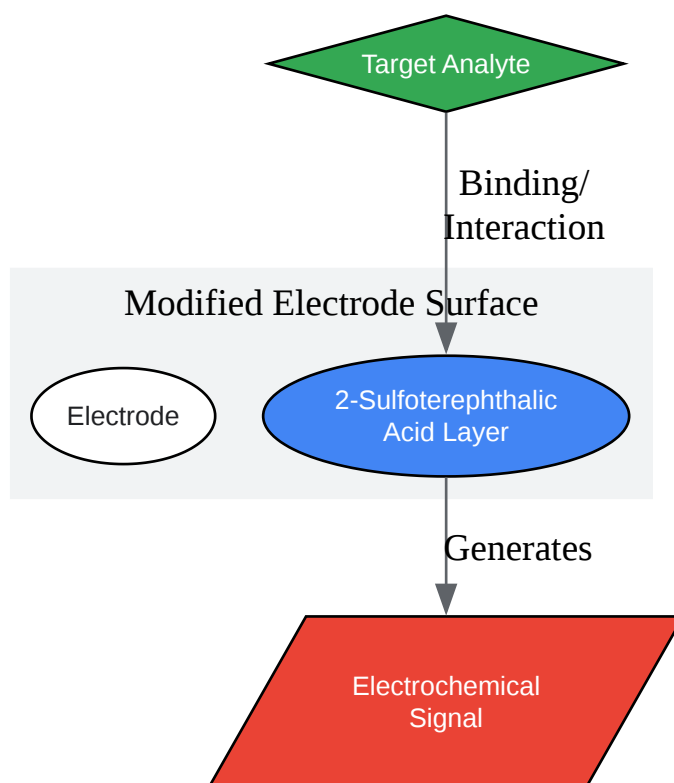 Target Analyte
Binding/
Interaction
Modified Electrode Surface
Electrode
2-Sulfoterephthalic
Acid Layer
Generates
Electrochemical
Signal